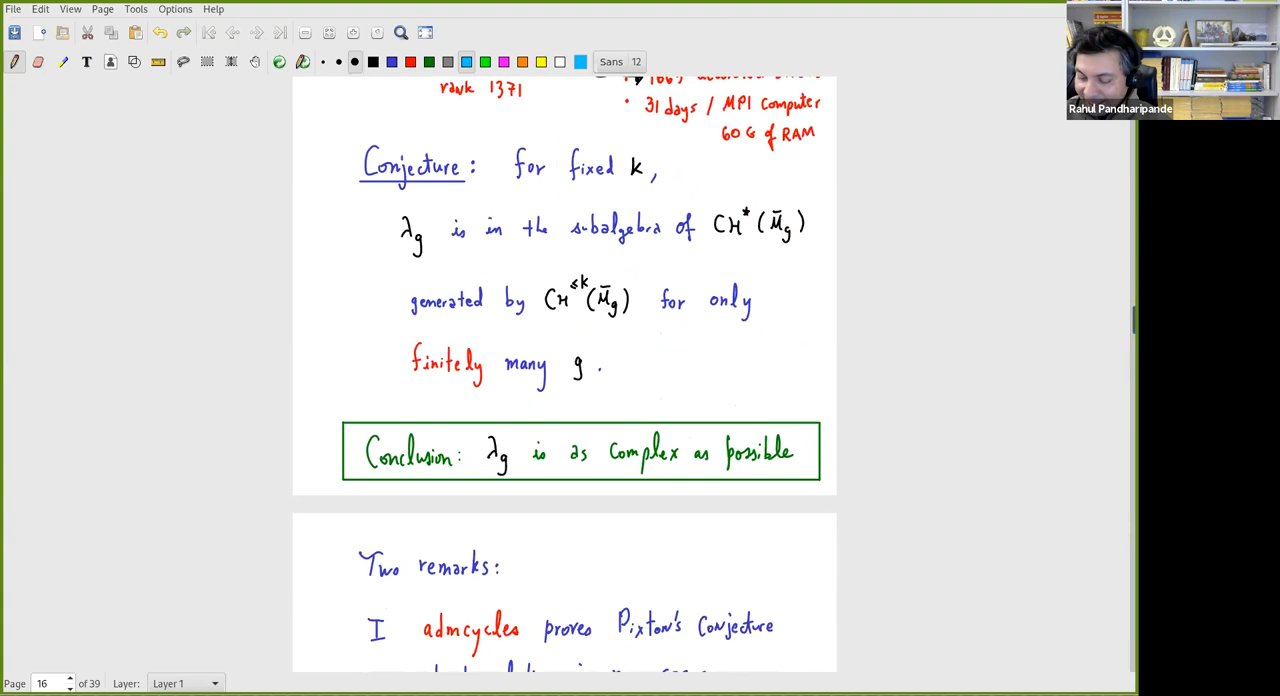 File Edit View Page Tools Options Help
Sans 12
rank 1371
• 31 days / MPI Computer
60 G of RAM
Conjecture: for fixed k,
λg is in the subalgebra of CH*(M̄g)
generated by CH≤k(M̄g) for only
finitely many g.
Conclusion: λg is as complex as possible
Two remarks:
I admcycles proves Pixton's Conjecture
Page 16 of 39 Layer: Layer 1
Rahul Pandharipande